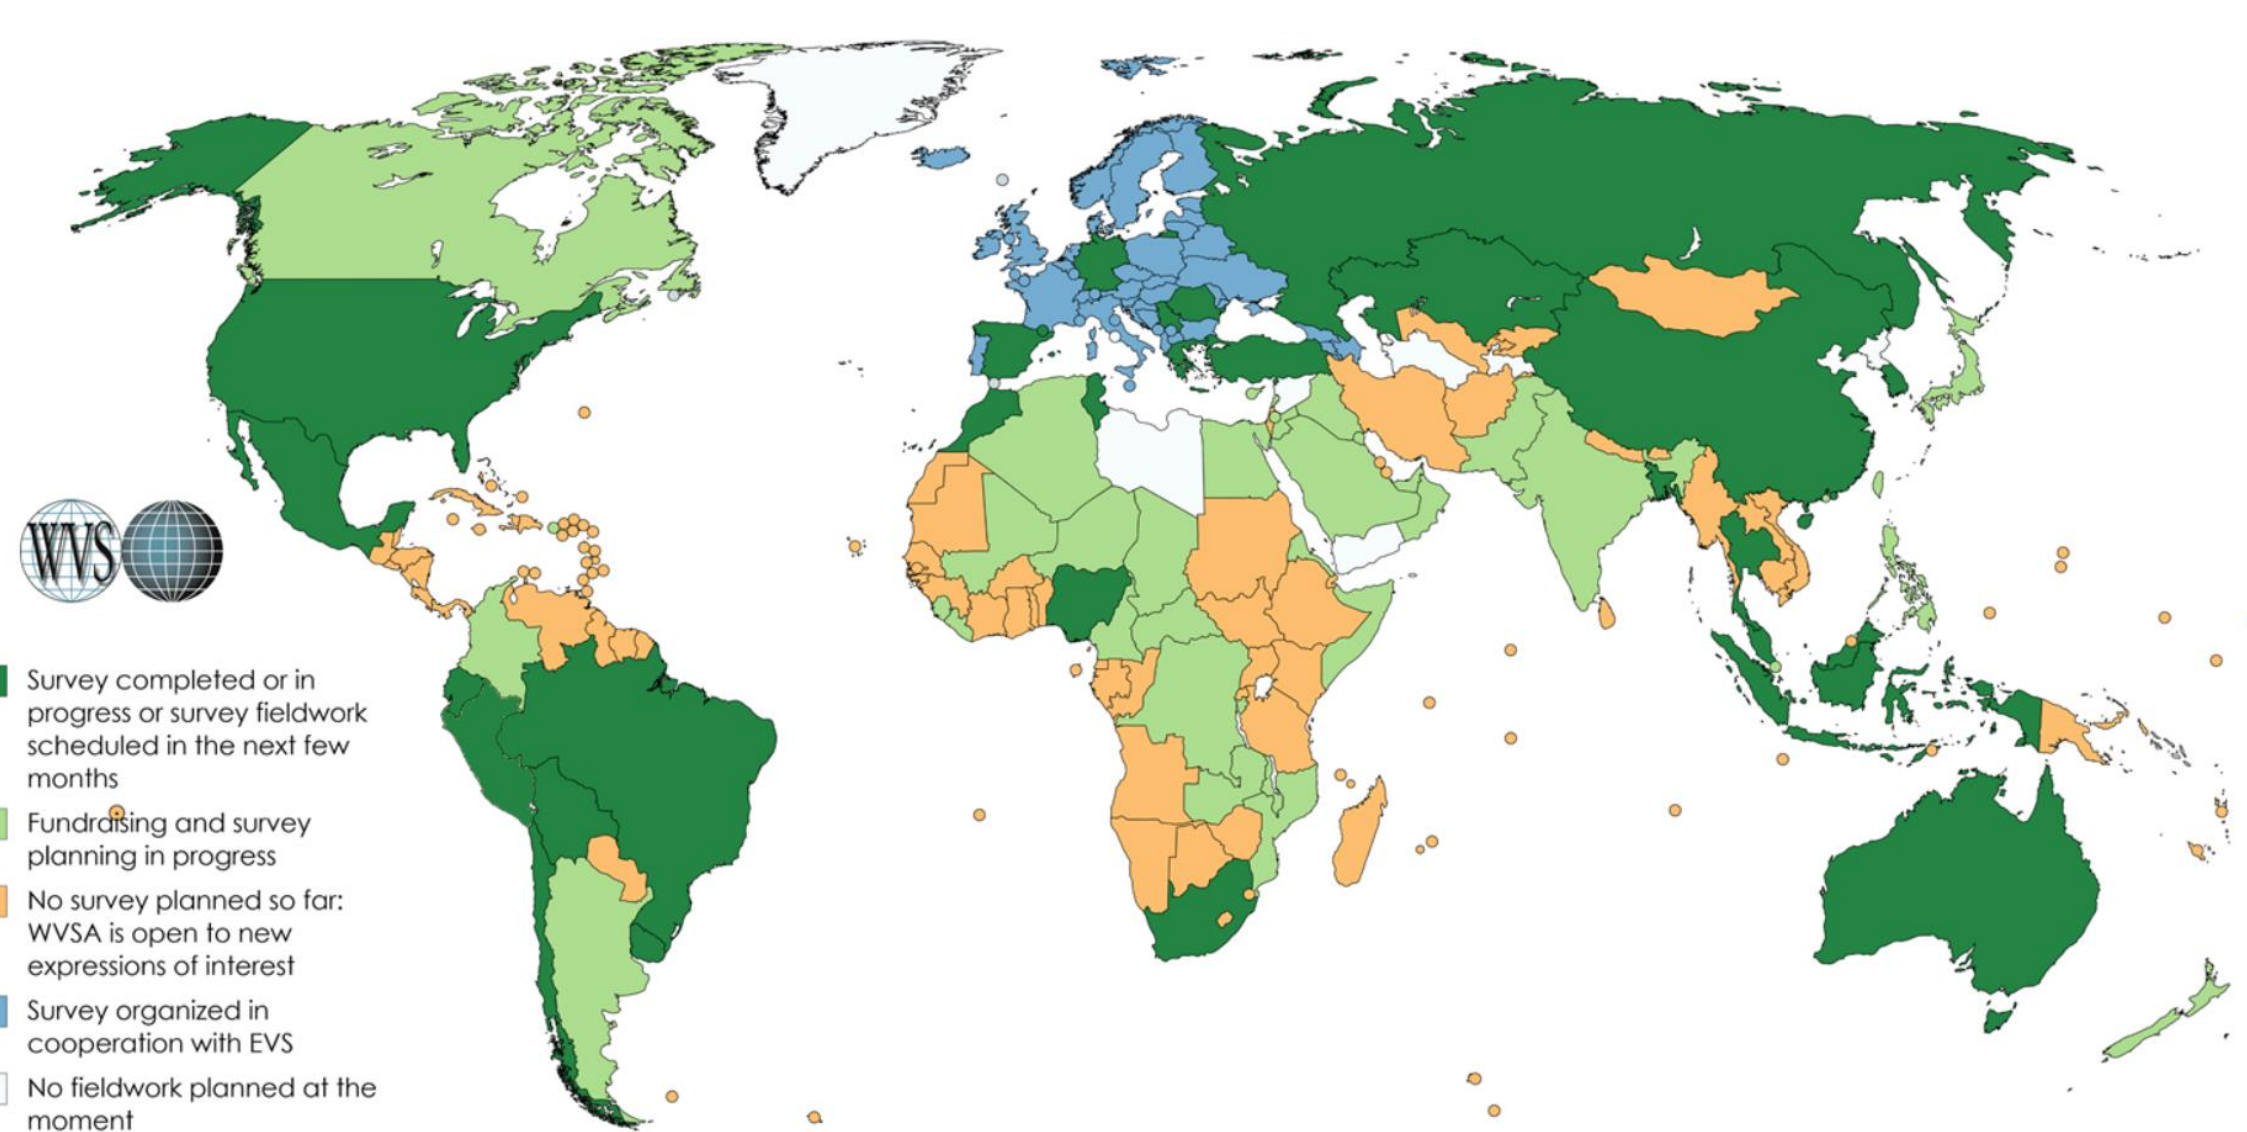 WVS
Survey completed or in
progress or survey fieldwork
scheduled in the next few
months
Fundraising and survey
planning in progress
No survey planned so far:
WVSA is open to new
expressions of interest
Survey organized in
cooperation with EVS
No fieldwork planned at the
moment